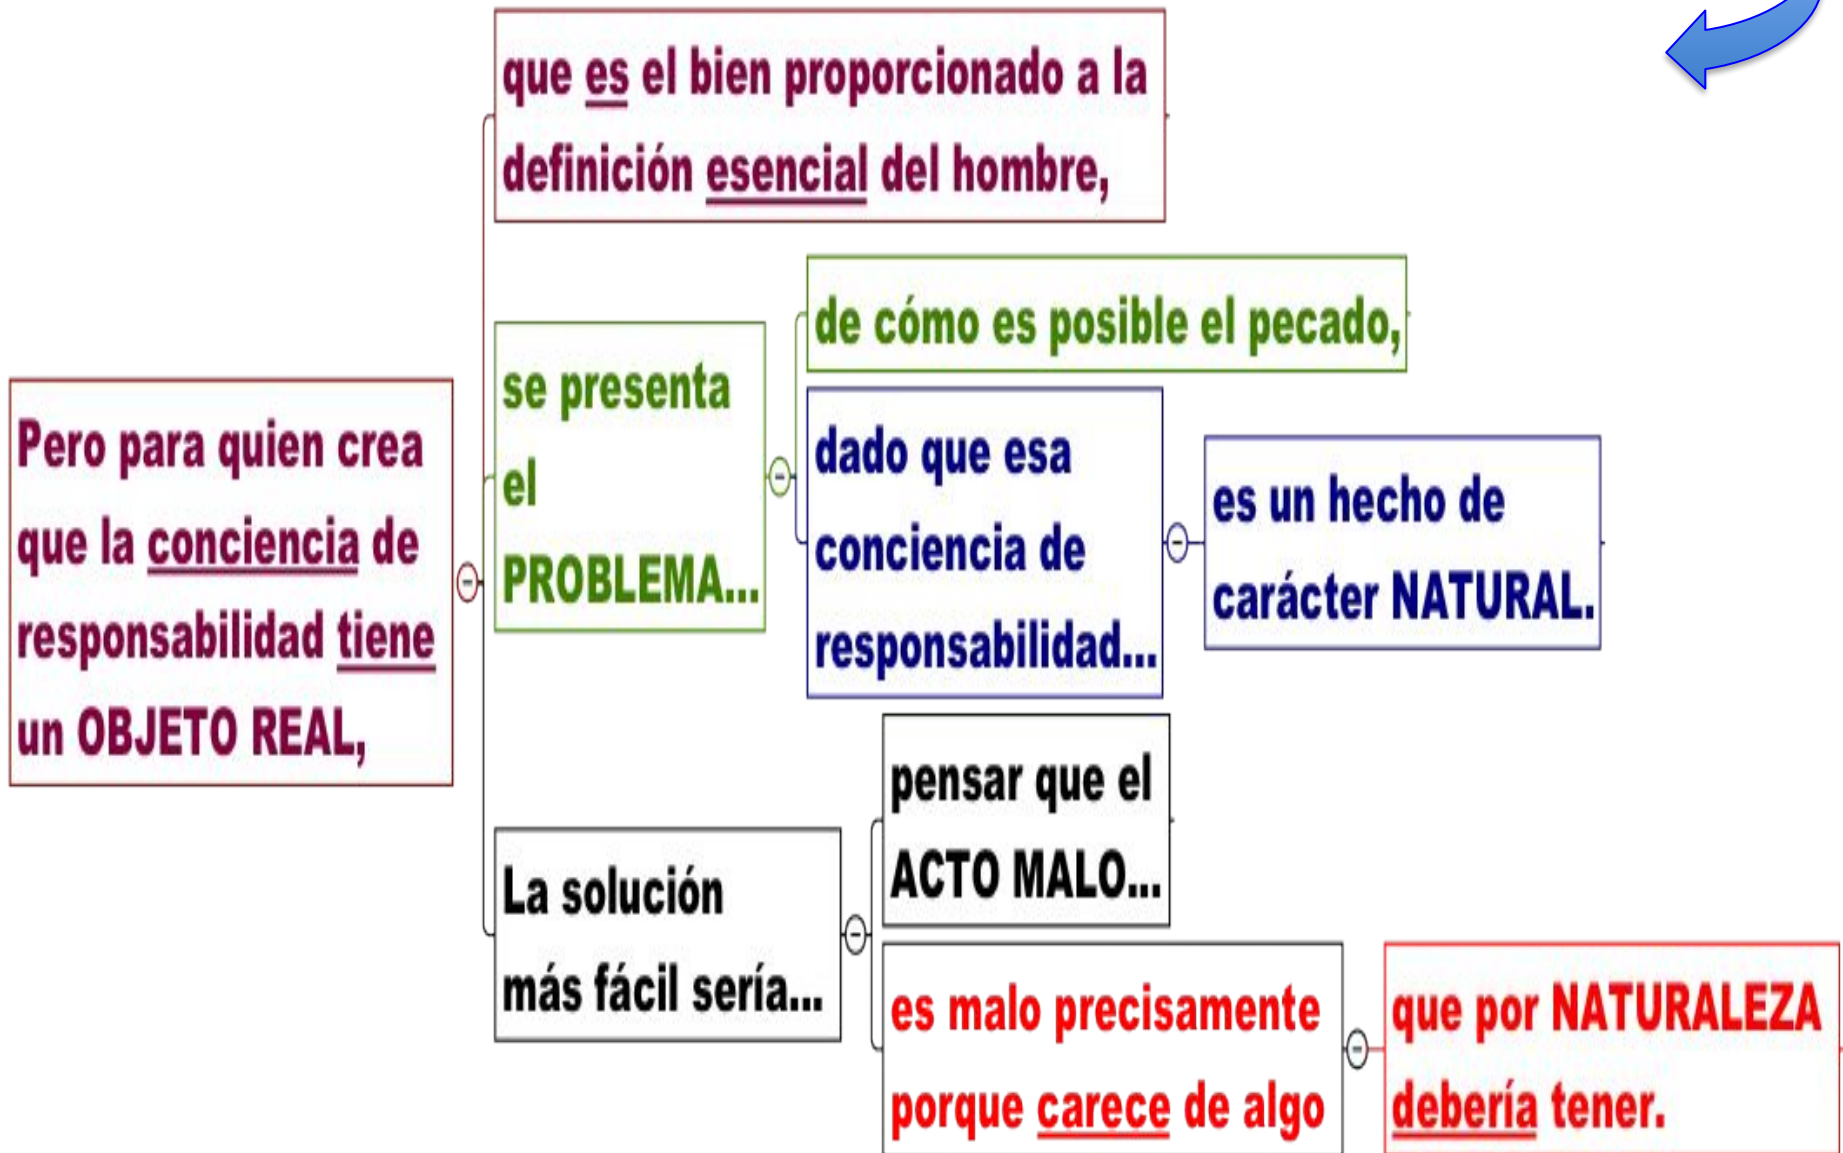 Pero para quien crea
que la conciencia de
responsabilidad tiene
un OBJETO REAL,
que es el bien proporcionado a la
definición esencial del hombre,
se presenta
el
PROBLEMA...
de cómo es posible el pecado,
dado que esa
conciencia de
responsabilidad...
es un hecho de
carácter NATURAL.
La solución
más fácil sería...
pensar que el
ACTO MALO...
es malo precisamente
porque carece de algo
que por NATURALEZA
debería tener.